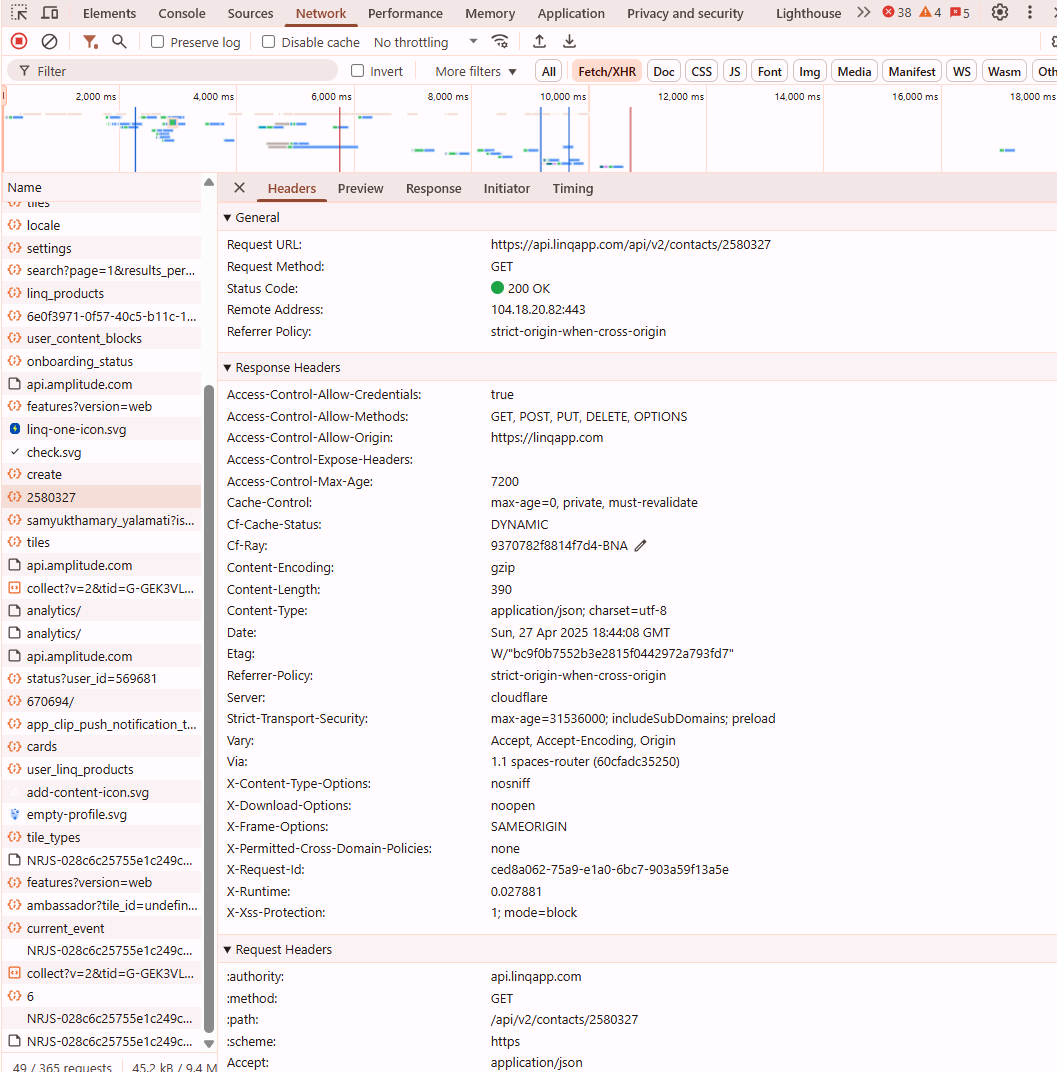 Elements Console Sources Network Performance Memory Application Privacy and security Lighthouse 38 4 5
Preserve log Disable cache No throttling
Filter Invert More filters All Fetch/XHR Doc CSS JS Font Img Media Manifest WS Wasm Oth
2,000 ms 4,000 ms 6,000 ms 8,000 ms 10,000 ms 12,000 ms 14,000 ms 16,000 ms 18,000 ms
Name
tiles
locale
settings
search?page=1&results_per...
linq_products
6e0f3971-0f57-40c5-b11c-1...
user_content_blocks
onboarding_status
api.amplitude.com
features?version=web
linq-one-icon.svg
check.svg
create
2580327
samyukthamary_yalamati?is...
tiles
api.amplitude.com
collect?v=2&tid=G-GEK3VL...
analytics/
analytics/
api.amplitude.com
status?user_id=569681
670694/
app_clip_push_notification_t...
cards
user_linq_products
add-content-icon.svg
empty-profile.svg
tile_types
NRJS-028c6c25755e1c249c...
features?version=web
ambassador?tile_id=undefin...
current_event
NRJS-028c6c25755e1c249c...
collect?v=2&tid=G-GEK3VL...
6
NRJS-028c6c25755e1c249c...
NRJS-028c6c25755e1c249c...
49 / 365 requests 45.2 kB / 9.4 M
Headers Preview Response Initiator Timing
General
Request URL: https://api.linqapp.com/api/v2/contacts/2580327
Request Method: GET
Status Code: 200 OK
Remote Address: 104.18.20.82:443
Referrer Policy: strict-origin-when-cross-origin
Response Headers
Access-Control-Allow-Credentials: true
Access-Control-Allow-Methods: GET, POST, PUT, DELETE, OPTIONS
Access-Control-Allow-Origin: https://linqapp.com
Access-Control-Expose-Headers:
Access-Control-Max-Age: 7200
Cache-Control: max-age=0, private, must-revalidate
Cf-Cache-Status: DYNAMIC
Cf-Ray: 9370782f8814f7d4-BNA
Content-Encoding: gzip
Content-Length: 390
Content-Type: application/json; charset=utf-8
Date: Sun, 27 Apr 2025 18:44:08 GMT
Etag: W/"bc9f0b7552b3e2815f0442972a793fd7"
Referrer-Policy: strict-origin-when-cross-origin
Server: cloudflare
Strict-Transport-Security: max-age=31536000; includeSubDomains; preload
Vary: Accept, Accept-Encoding, Origin
Via: 1.1 spaces-router (60cfadc35250)
X-Content-Type-Options: nosniff
X-Download-Options: noopen
X-Frame-Options: SAMEORIGIN
X-Permitted-Cross-Domain-Policies: none
X-Request-Id: ced8a062-75a9-e1a0-6bc7-903a59f13a5e
X-Runtime: 0.027881
X-Xss-Protection: 1; mode=block
Request Headers
:authority: api.linqapp.com
:method: GET
:path: /api/v2/contacts/2580327
:scheme: https
Accept: application/json